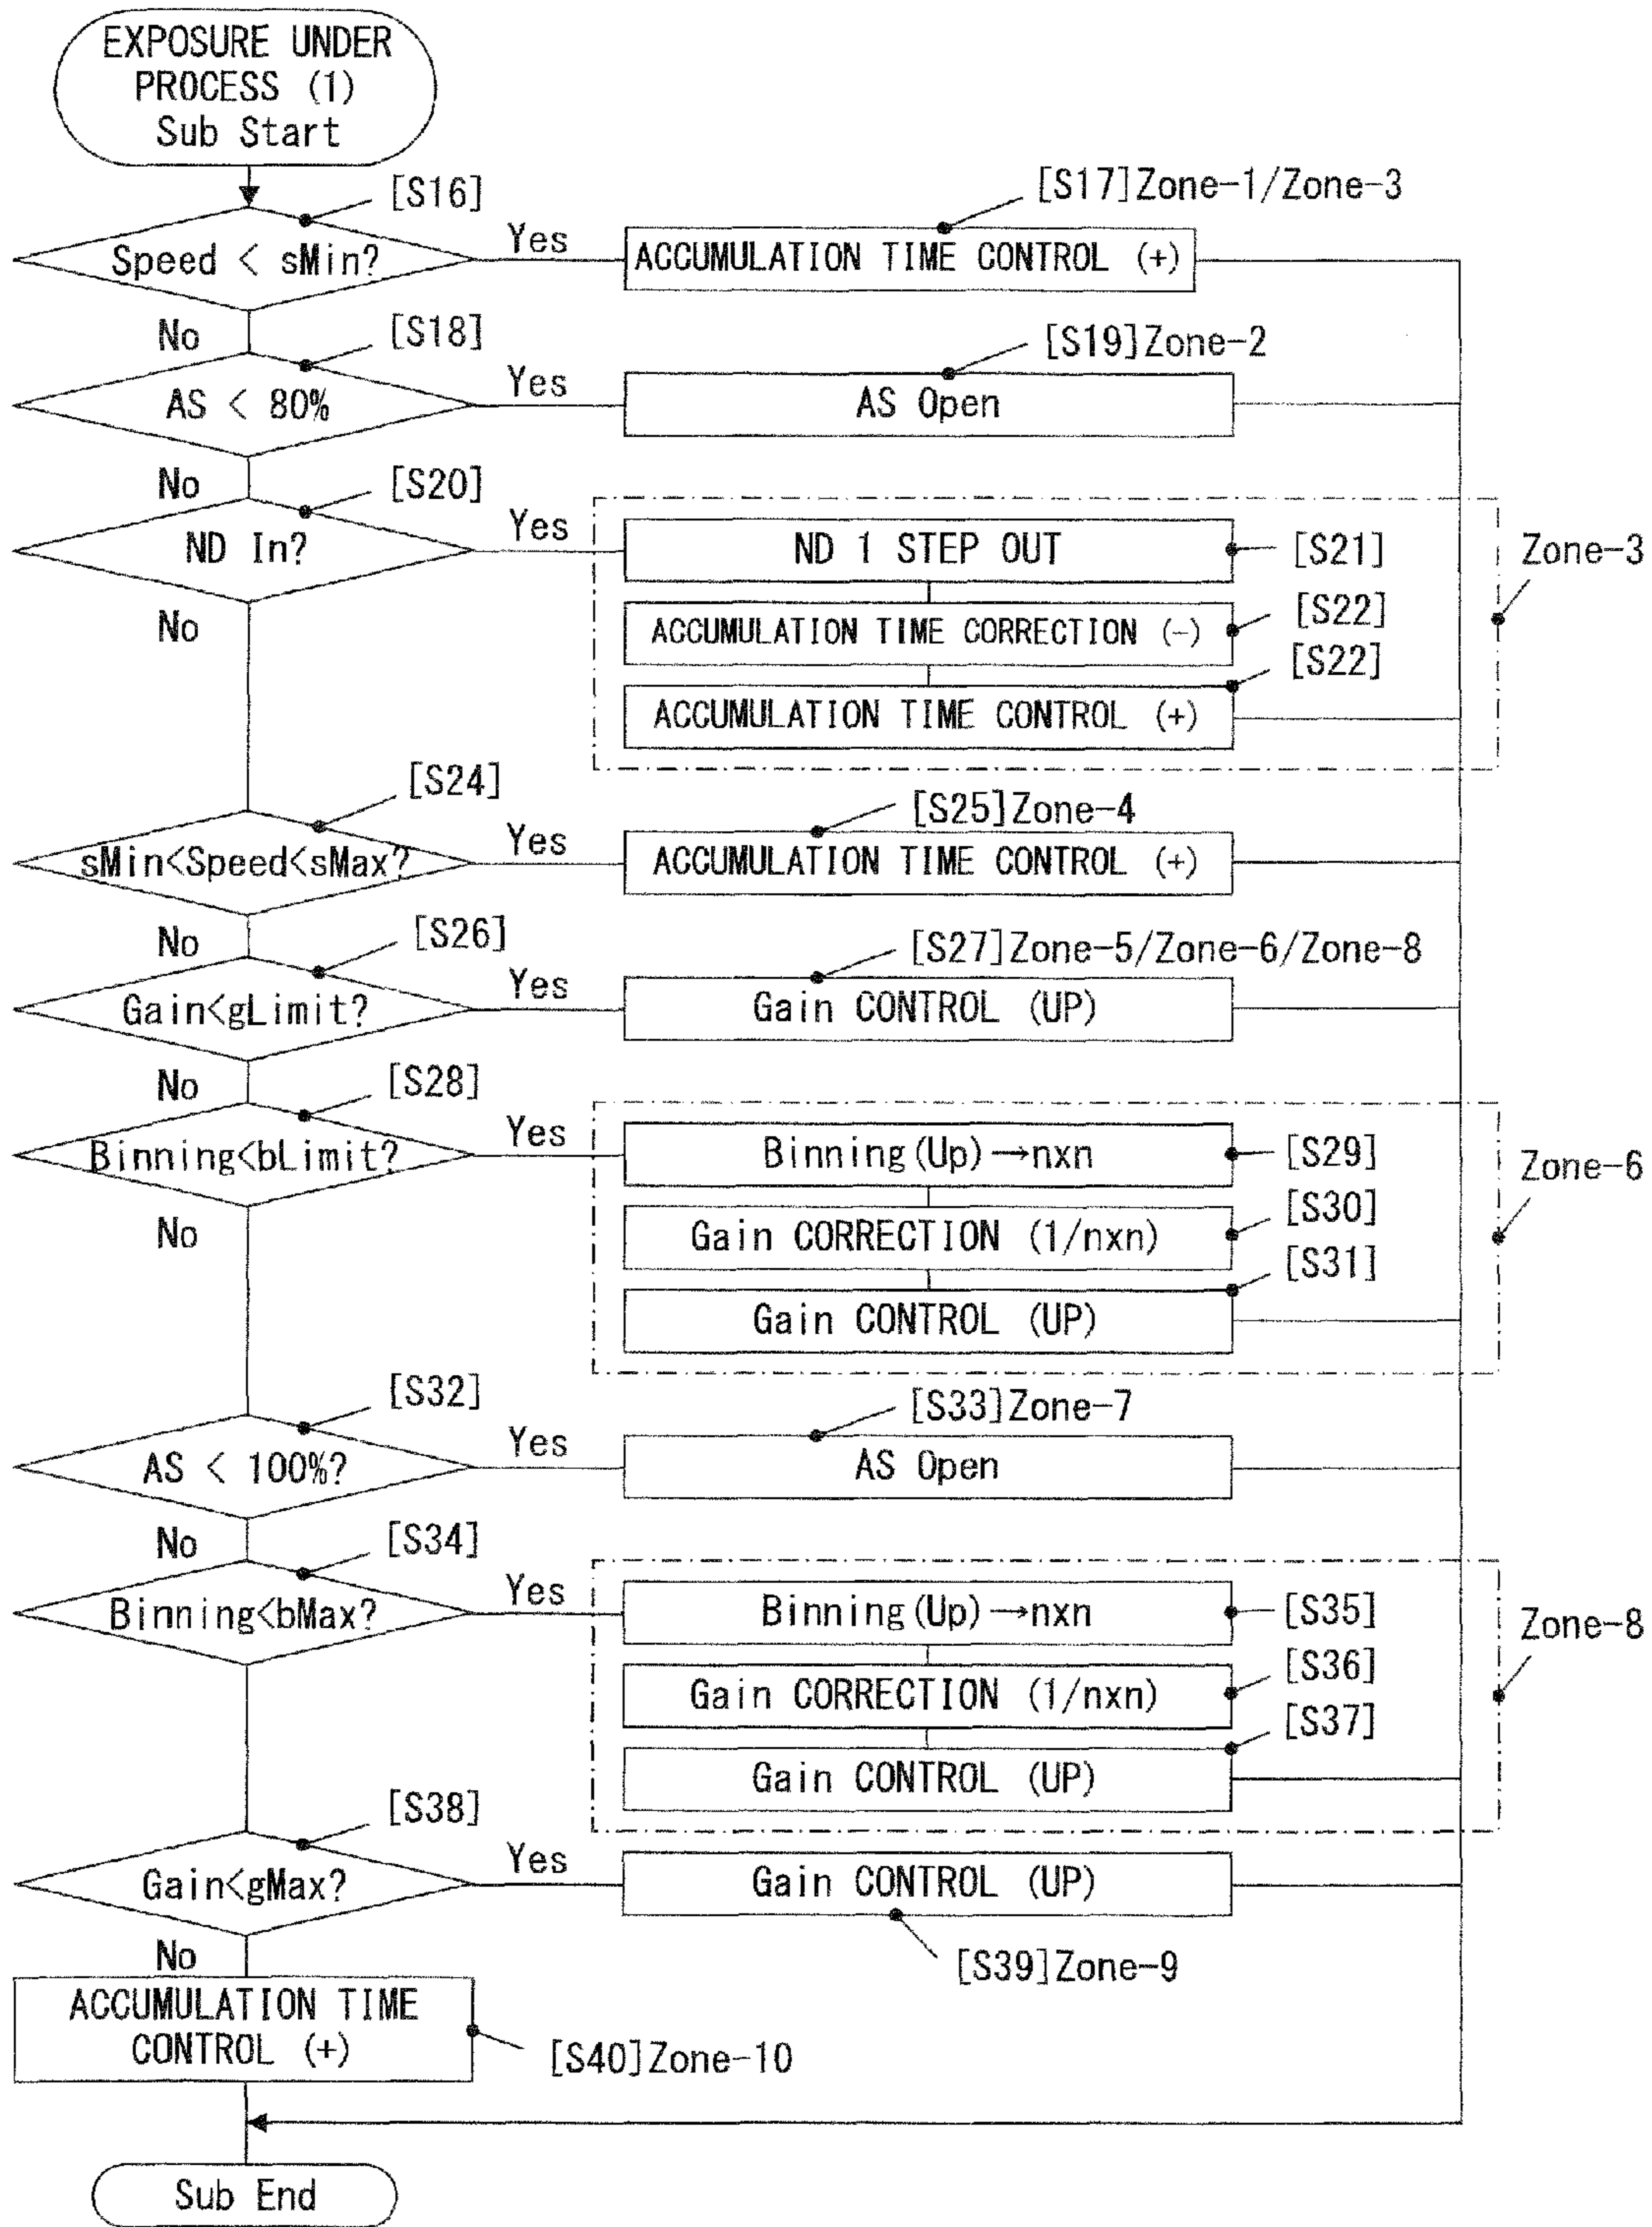 EXPOSURE UNDER
PROCESS (1)
Sub Start
[S16]
[S17]Zone-1/Zone-3
Speed < sMin?
Yes
ACCUMULATION TIME CONTROL (+)
No
[S18]
[S19]Zone-2
AS < 80%
Yes
AS Open
No
[S20]
ND In?
Yes
ND 1 STEP OUT
[S21]
Zone-3
No
ACCUMULATION TIME CORRECTION (-)
[S22]
ACCUMULATION TIME CONTROL (+)
[S22]
[S24]
[S25]Zone-4
sMin<Speed<sMax?
Yes
ACCUMULATION TIME CONTROL (+)
No
[S26]
[S27]Zone-5/Zone-6/Zone-8
Gain<gLimit?
Yes
Gain CONTROL (UP)
No
[S28]
Binning<bLimit?
Yes
Binning(Up)→nxn
[S29]
Zone-6
No
Gain CORRECTION (1/nxn)
[S30]
[S31]
Gain CONTROL (UP)
[S32]
[S33]Zone-7
AS < 100%?
Yes
AS Open
No
[S34]
Binning<bMax?
Yes
Binning(Up)→nxn
[S35]
Zone-8
Gain CORRECTION (1/nxn)
[S36]
[S37]
Gain CONTROL (UP)
[S38]
Gain<gMax?
Yes
Gain CONTROL (UP)
No
[S39]Zone-9
ACCUMULATION TIME
CONTROL (+)
[S40]Zone-10
Sub End